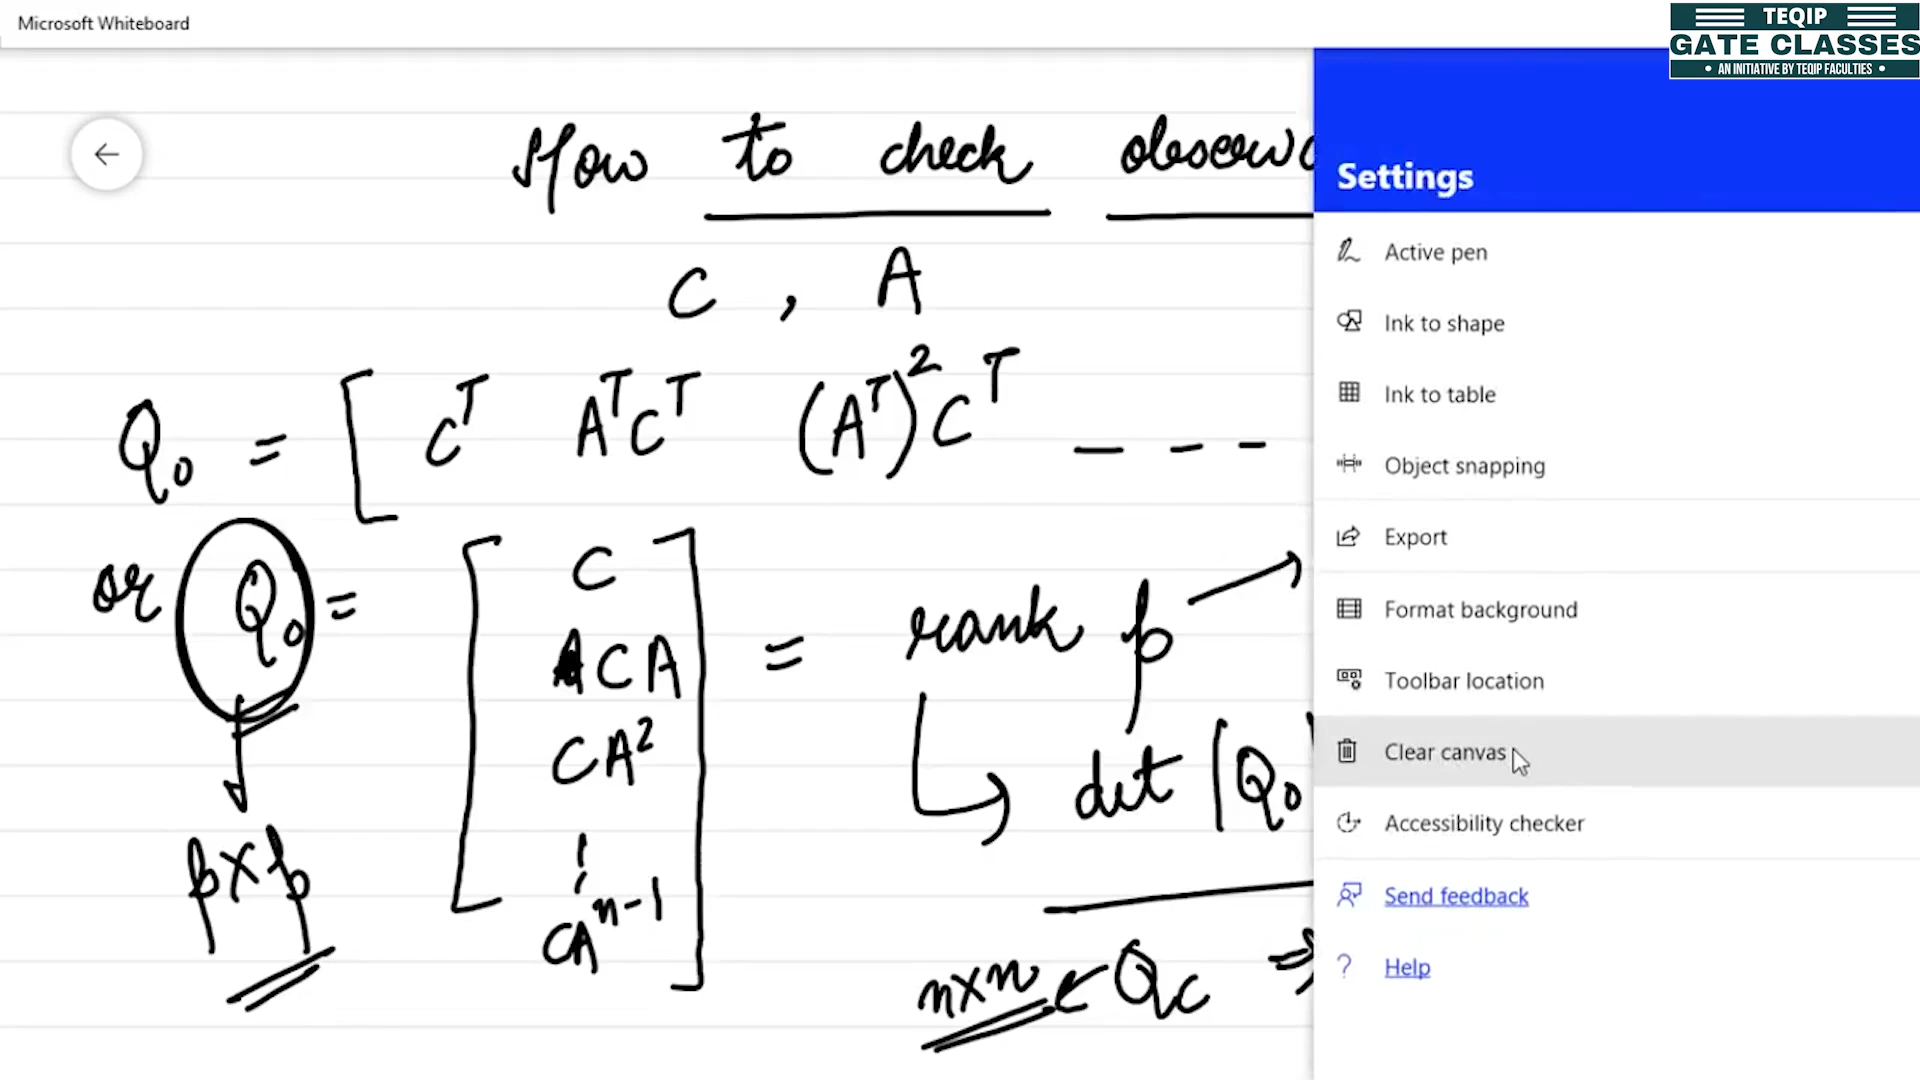 Microsoft Whiteboard
TEQIP
GATE CLASSES
• AN INITIATIVE BY TEQIP FACULTIES •
How to check
C , A
Q₀ = [ Cᵀ AᵀCᵀ (Aᵀ)²Cᵀ - - -
or Q₀ = [ C
CA
CA²
CAⁿ⁻¹ ] = rank p →
det |Q₀
p×p
n×n ← Qc ⇒
Settings
Active pen
Ink to shape
Ink to table
Object snapping
Export
Format background
Toolbar location
Clear canvas
Accessibility checker
Send feedback
Help